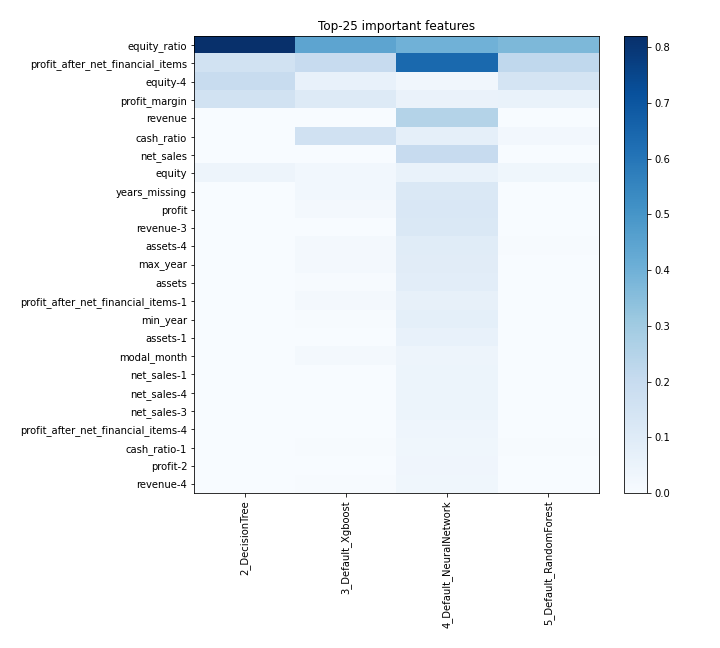 Top-25 important features
equity_ratio
profit_after_net_financial_items
equity-4
profit_margin
revenue
cash_ratio
net_sales
equity
years_missing
profit
revenue-3
assets-4
max_year
assets
profit_after_net_financial_items-1
min_year
assets-1
modal_month
net_sales-1
net_sales-4
net_sales-3
profit_after_net_financial_items-4
cash_ratio-1
profit-2
revenue-4
2_DecisionTree
3_Default_Xgboost
4_Default_NeuralNetwork
5_Default_RandomForest
0.8
0.7
0.6
0.5
0.4
0.3
0.2
0.1
0.0